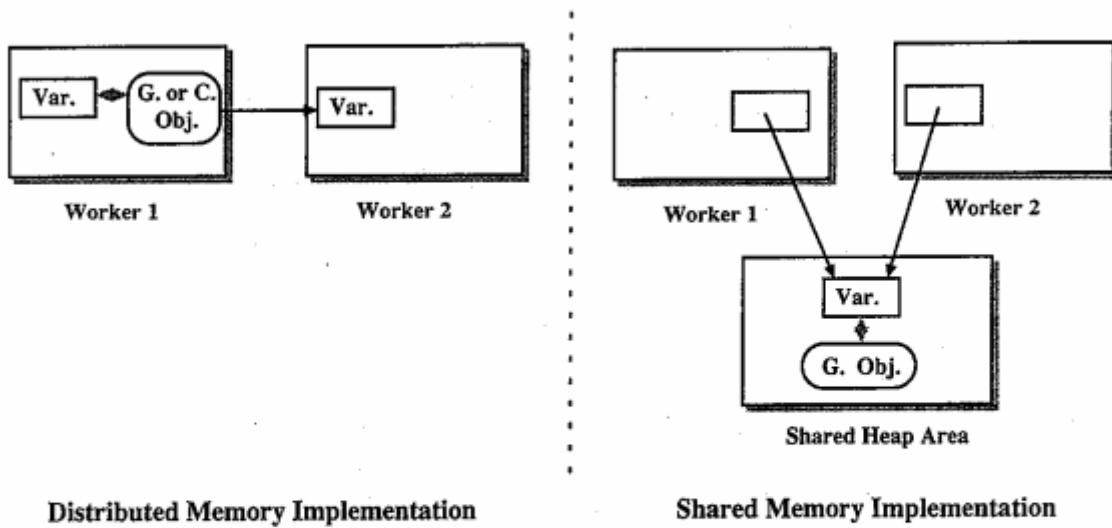 Var.
G. or C.
Obj.
Var.
Worker 1
Worker 2
Distributed Memory Implementation
Worker 1
Worker 2
Var.
G. Obj.
Shared Heap Area
Shared Memory Implementation